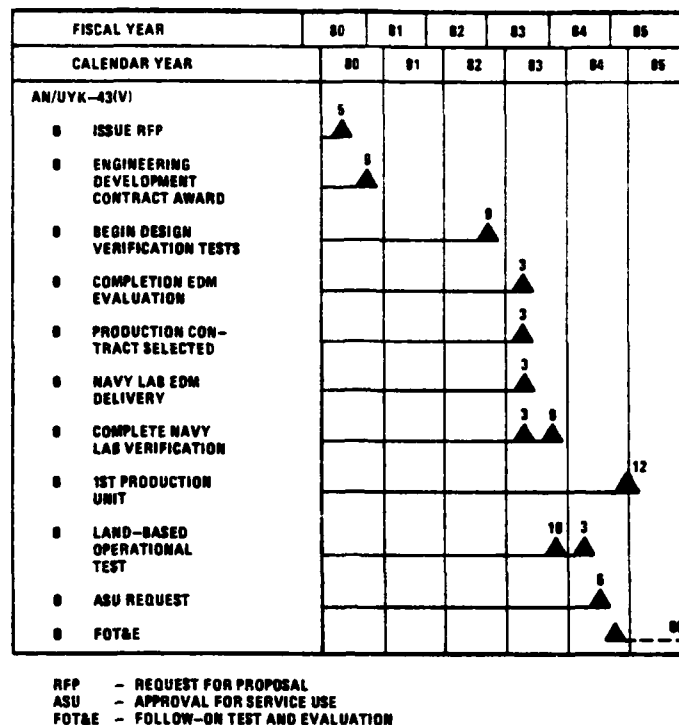 FISCAL YEAR 80 81 82 83 84 85
CALENDAR YEAR 80 81 82 83 84 85
AN/UYK-43(V)
5
ISSUE RFP
ENGINEERING
DEVELOPMENT
CONTRACT AWARD
9
BEGIN DESIGN
VERIFICATION TESTS
3
COMPLETION EDM
EVALUATION
3
PRODUCTION CON-
TRACT SELECTED
3
NAVY LAB EDM
DELIVERY
3
COMPLETE NAVY
LAB VERIFICATION
12
1ST PRODUCTION
UNIT
10 3
LAND-BASED
OPERATIONAL
TEST
6
ASU REQUEST
FOT&E
RFP - REQUEST FOR PROPOSAL
ASU - APPROVAL FOR SERVICE USE
FOT&E - FOLLOW-ON TEST AND EVALUATION